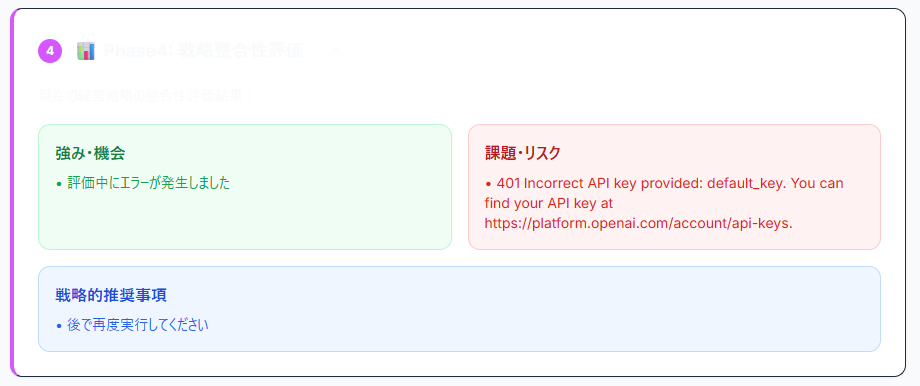 4 Phase4: 戦略整合性評価
現在の経営戦略の整合性評価結果
強み・機会
• 評価中にエラーが発生しました
課題・リスク
• 401 Incorrect API key provided: default_key. You can
find your API key at
https://platform.openai.com/account/api-keys.
戦略的推奨事項
• 後で再度実行してください